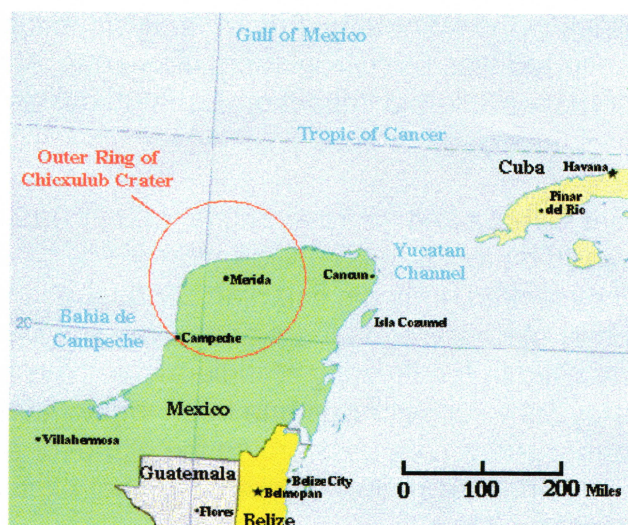 Gulf of Mexico
Tropic of Cancer
Outer Ring of
Chicxulub Crater
Cuba
Havana
Pinar
del Rio
Yucatan
Channel
Merida
Cancun
Isla Cozumel
20
Bahia de
Campeche
Campeche
Mexico
Villahermosa
Guatemala
Flores
Belize City
Belmopan
Belize
0 100 200 Miles